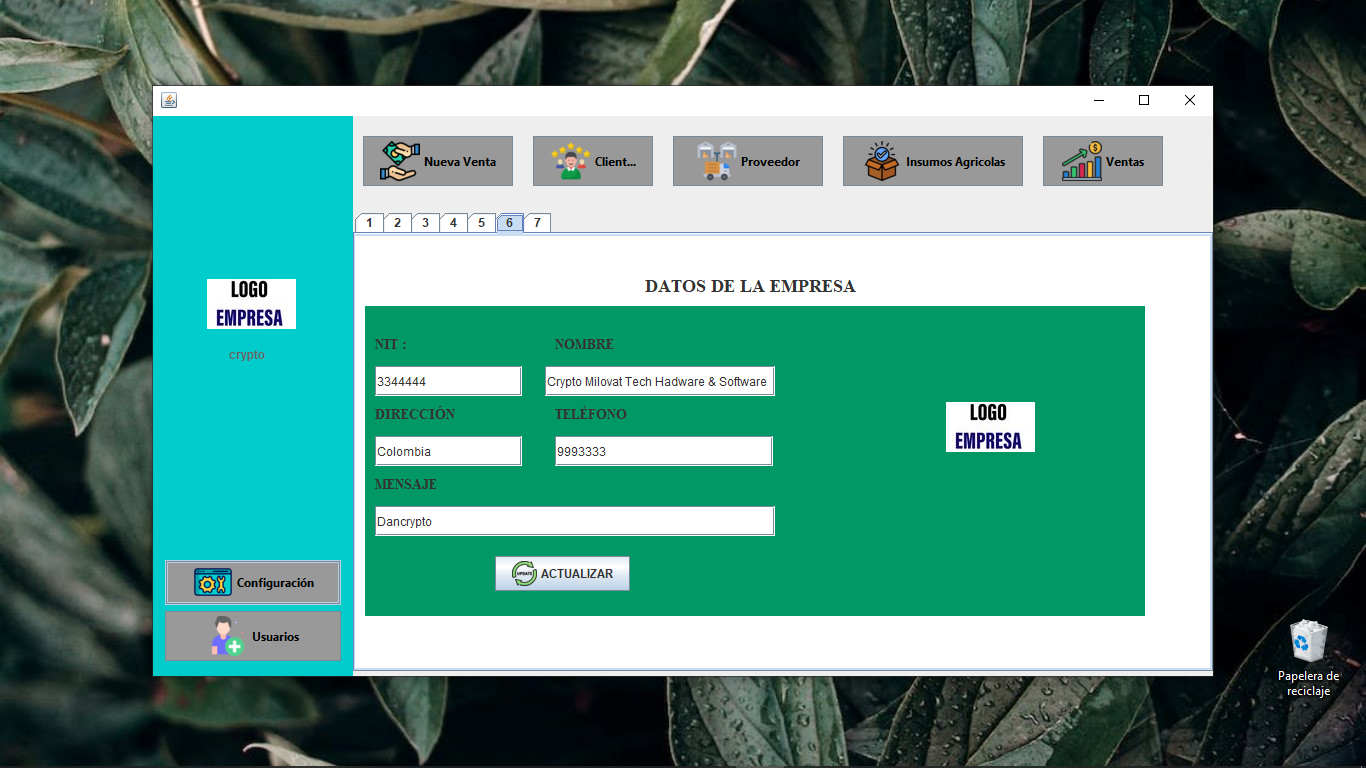 Nueva Venta
Client...
Proveedor
Insumos Agricolas
Ventas
1 2 3 4 5 6 7
LOGO
EMPRESA
crypto
DATOS DE LA EMPRESA
NIT :
NOMBRE
3344444
Crypto Milovat Tech Hadware & Software
DIRECCIÓN
TELÉFONO
Colombia
9993333
MENSAJE
Dancrypto
UPDATE
ACTUALIZAR
LOGO
EMPRESA
Configuración
Usuarios
Papelera de
reciclaje